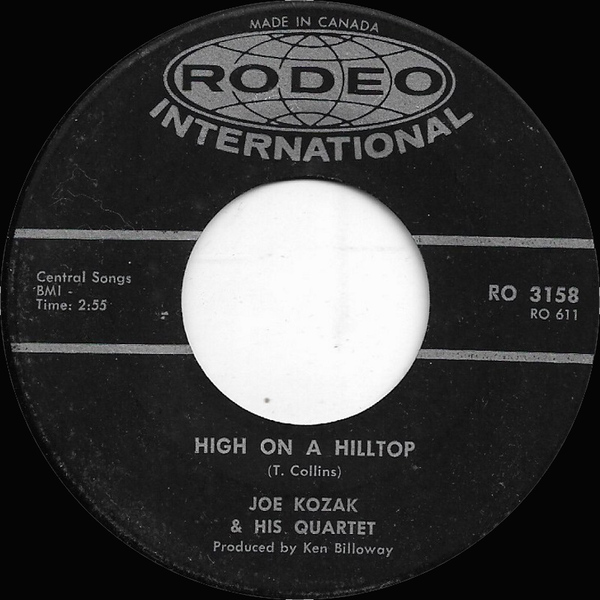 MADE IN CANADA
RODEO
INTERNATIONAL
Central Songs
BMI -
Time: 2:55
RO 3158
RO 611
HIGH ON A HILLTOP
(T. Collins)
JOE KOZAK
& HIS QUARTET
Produced by Ken Billoway